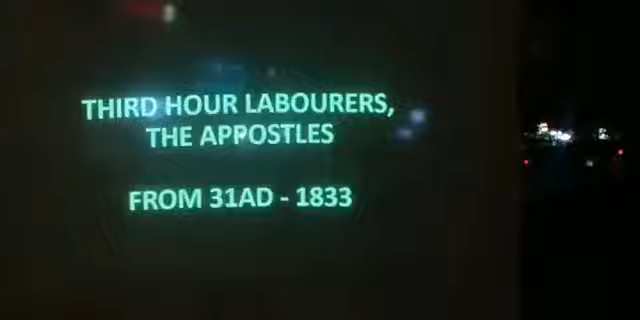 THIRD HOUR LABOURERS,
THE APPOSTLES
FROM 31AD - 1833